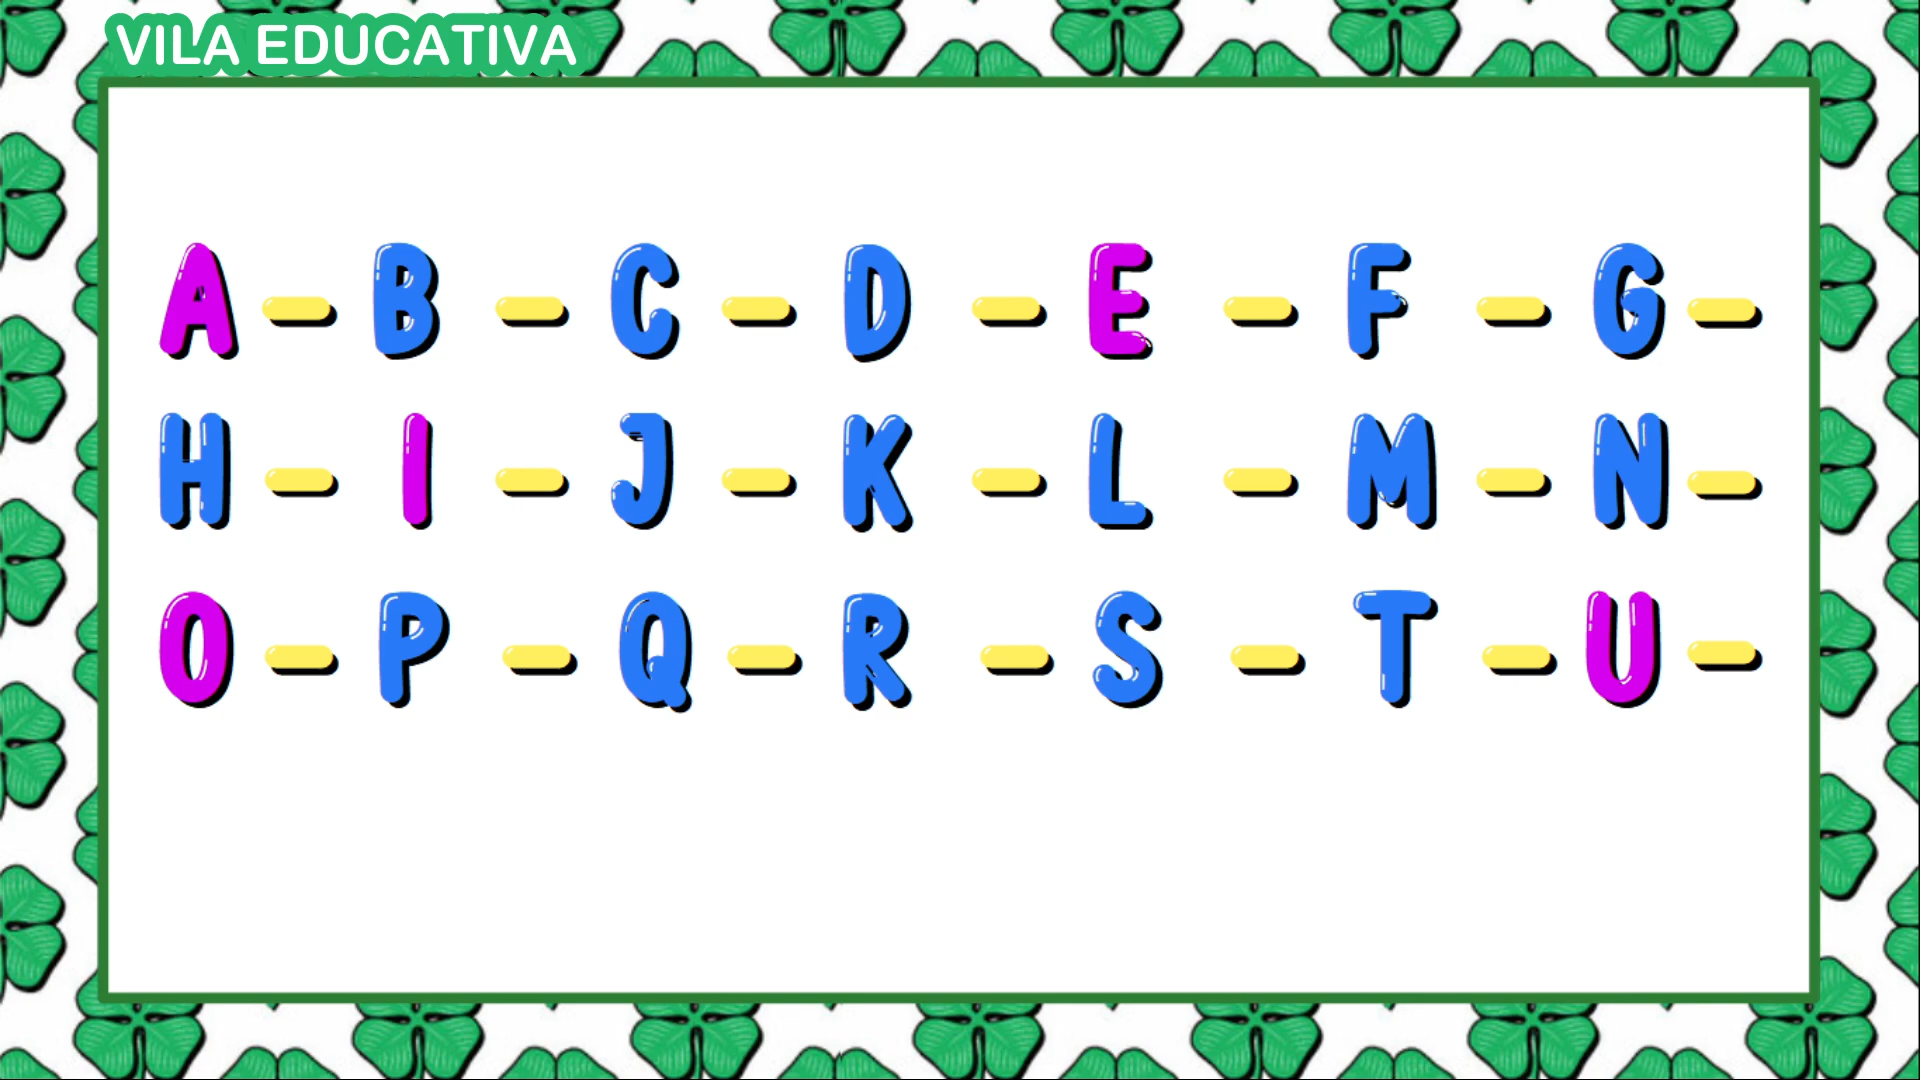 VILA EDUCATIVA
A - B - C - D - E - F - G -
H - I - J - K - L - M - N -
O - P - Q - R - S - T - U -